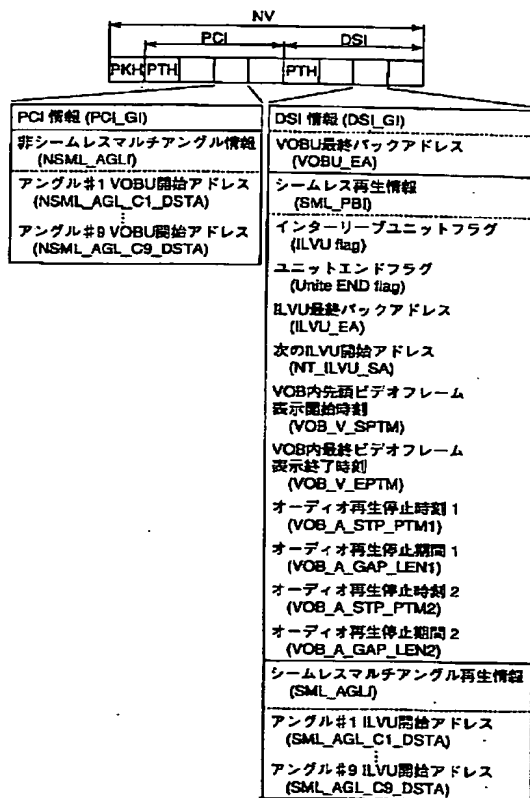 NV
PCI
DSI
PKH PTH PTH
PCI 情報 (PCI_GI)
非シームレスマルチアングル情報
(NSML_AGLI)
アングル#1 VOBU開始アドレス
(NSML_AGL_C1_DSTA)
アングル#9 VOBU開始アドレス
(NSML_AGL_C9_DSTA)
DSI 情報 (DSI_GI)
VOBU最終パックアドレス
(VOBU_EA)
シームレス再生情報
(SML_PBI)
インターリーブユニットフラグ
(ILVU flag)
ユニットエンドフラグ
(Unite END flag)
ILVU最終パックアドレス
(ILVU_EA)
次のILVU開始アドレス
(NT_ILVU_SA)
VOB内先頭ビデオフレーム
表示開始時刻
(VOB_V_SPTM)
VOB内最終ビデオフレーム
表示終了時刻
(VOB_V_EPTM)
オーディオ再生停止時刻 1
(VOB_A_STP_PTM1)
オーディオ再生停止期間 1
(VOB_A_GAP_LEN1)
オーディオ再生停止時刻 2
(VOB_A_STP_PTM2)
オーディオ再生停止期間 2
(VOB_A_GAP_LEN2)
シームレスマルチアングル再生情報
(SML_AGLI)
アングル#1 ILVU開始アドレス
(SML_AGL_C1_DSTA)
アングル#9 ILVU開始アドレス
(SML_AGL_C9_DSTA)